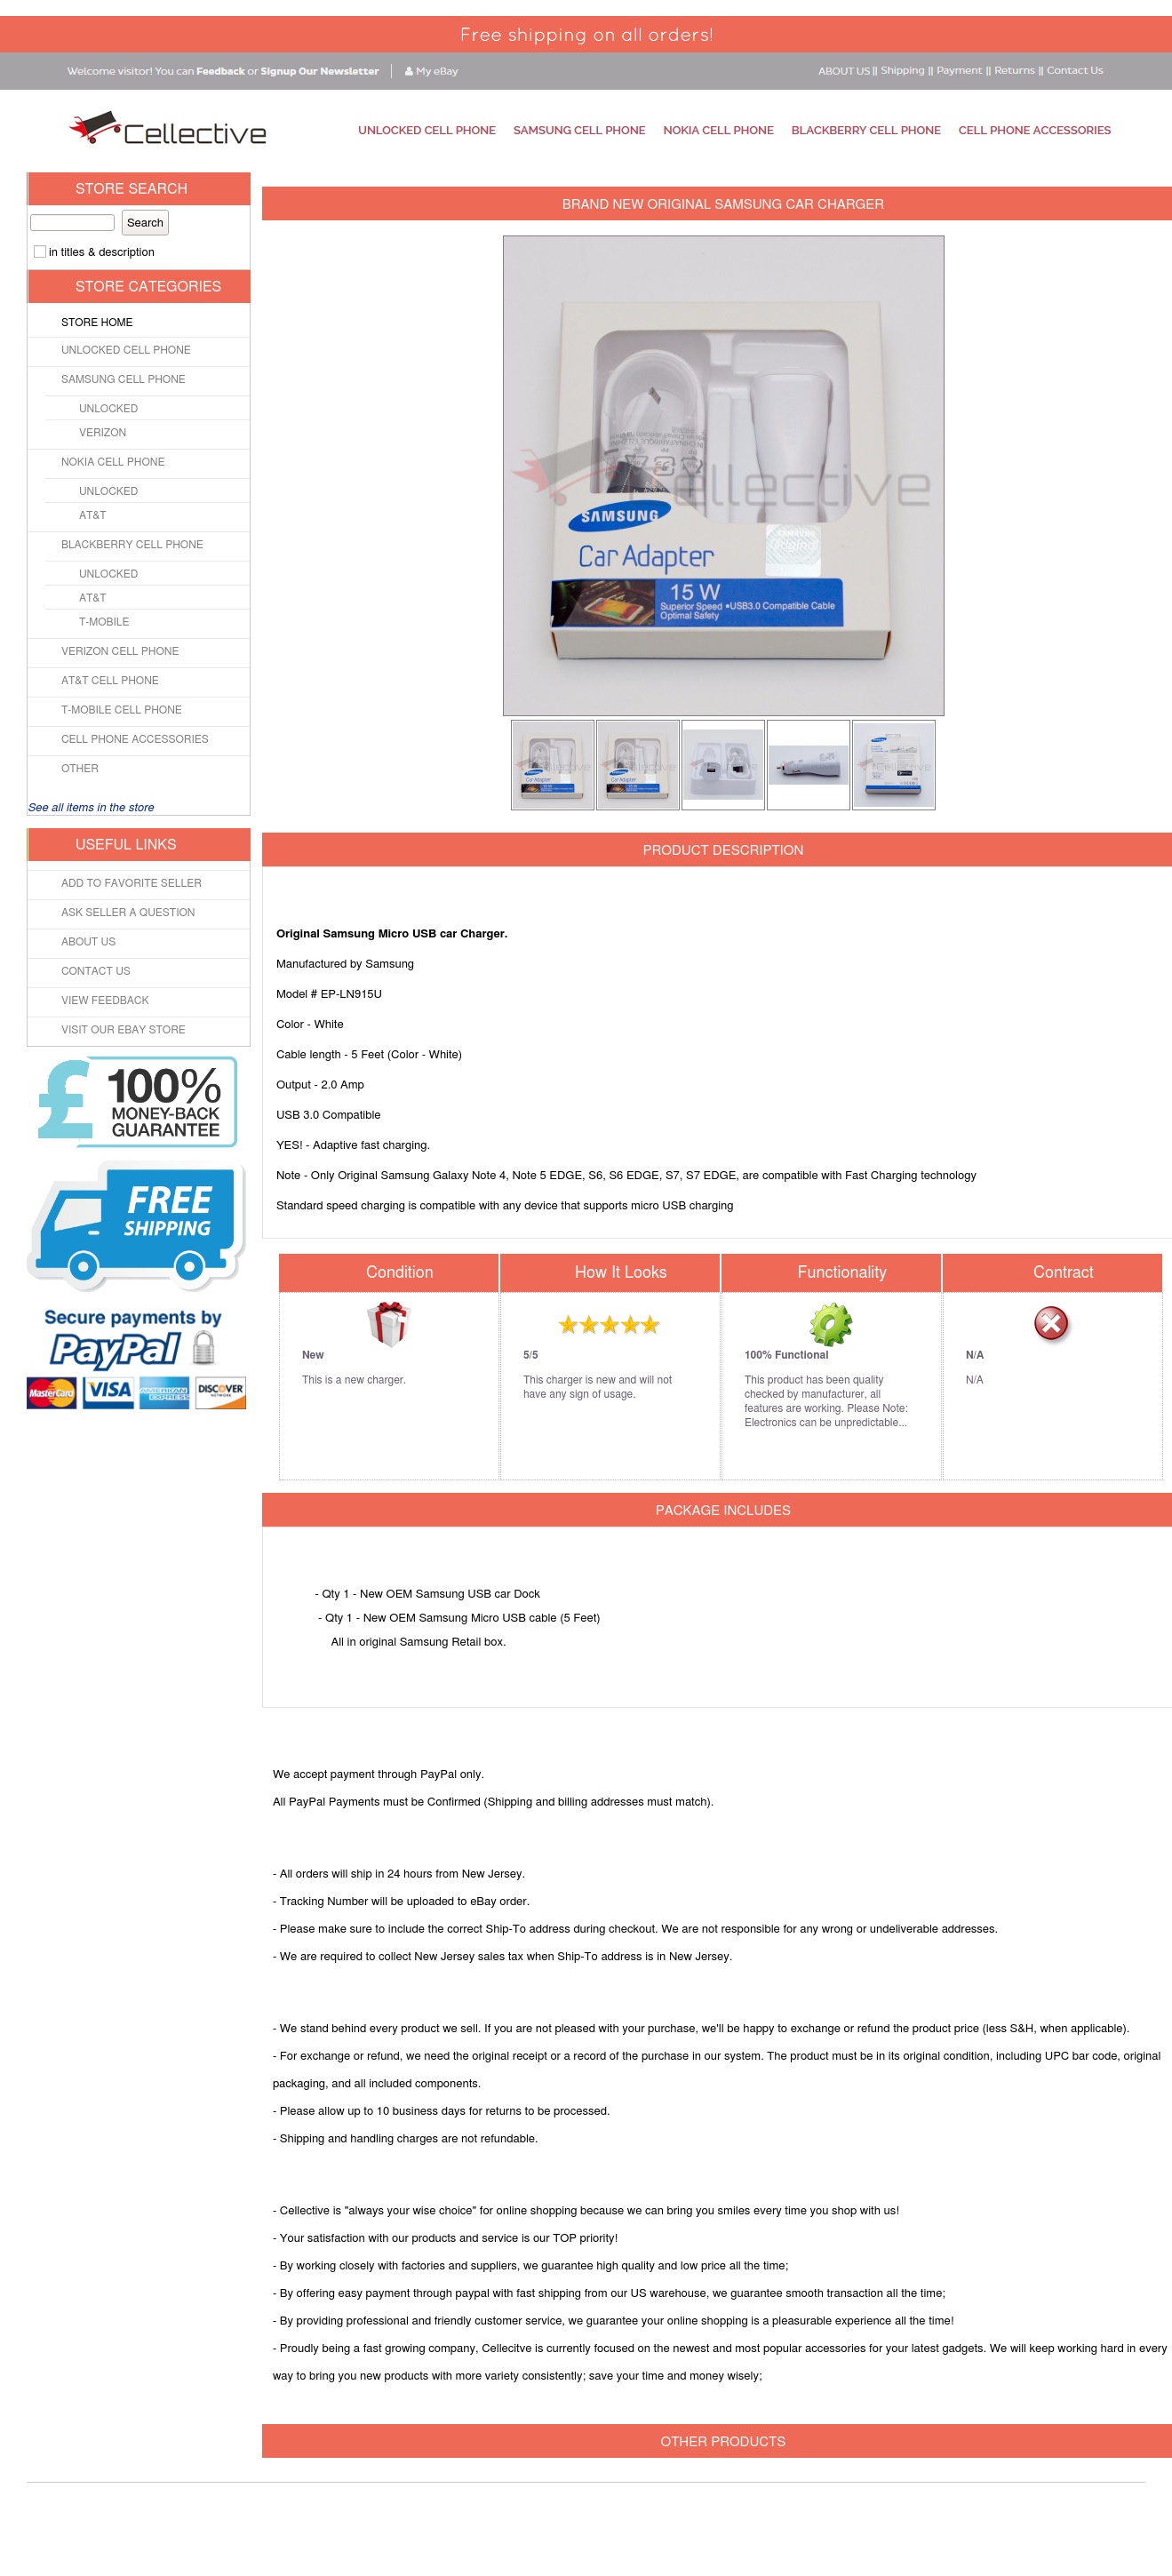 Free shipping on all orders!
Welcome visitor! You can Feedback or Signup Our Newsletter | My eBay
ABOUT US || Shipping || Payment || Returns || Contact Us
Cellective
UNLOCKED CELL PHONE SAMSUNG CELL PHONE NOKIA CELL PHONE BLACKBERRY CELL PHONE CELL PHONE ACCESSORIES
STORE SEARCH
Search
in titles & description
STORE CATEGORIES
STORE HOME
UNLOCKED CELL PHONE
SAMSUNG CELL PHONE
UNLOCKED
VERIZON
NOKIA CELL PHONE
UNLOCKED
AT&T
BLACKBERRY CELL PHONE
UNLOCKED
AT&T
T-MOBILE
VERIZON CELL PHONE
AT&T CELL PHONE
T-MOBILE CELL PHONE
CELL PHONE ACCESSORIES
OTHER
See all items in the store
USEFUL LINKS
ADD TO FAVORITE SELLER
ASK SELLER A QUESTION
ABOUT US
CONTACT US
VIEW FEEDBACK
VISIT OUR EBAY STORE
£ 100%
MONEY-BACK
GUARANTEE
FREE
SHIPPING
Secure payments by
PayPal
MasterCard VISA AMERICAN EXPRESS DISCOVER NETWORK
BRAND NEW ORIGINAL SAMSUNG CAR CHARGER
Cellective
SAMSUNG
Car Adapter
15 W
Superior Speed •USB3.0 Compatible Cable
Optimal Safety
PRODUCT DESCRIPTION
Original Samsung Micro USB car Charger.
Manufactured by Samsung
Model # EP-LN915U
Color - White
Cable length - 5 Feet (Color - White)
Output - 2.0 Amp
USB 3.0 Compatible
YES! - Adaptive fast charging.
Note - Only Original Samsung Galaxy Note 4, Note 5 EDGE, S6, S6 EDGE, S7, S7 EDGE, are compatible with Fast Charging technology
Standard speed charging is compatible with any device that supports micro USB charging
Condition
New
This is a new charger.
How It Looks
5/5
This charger is new and will not
have any sign of usage.
Functionality
100% Functional
This product has been quality
checked by manufacturer, all
features are working. Please Note:
Electronics can be unpredictable...
Contract
N/A
N/A
PACKAGE INCLUDES
- Qty 1 - New OEM Samsung USB car Dock
- Qty 1 - New OEM Samsung Micro USB cable (5 Feet)
All in original Samsung Retail box.
We accept payment through PayPal only.
All PayPal Payments must be Confirmed (Shipping and billing addresses must match).
- All orders will ship in 24 hours from New Jersey.
- Tracking Number will be uploaded to eBay order.
- Please make sure to include the correct Ship-To address during checkout. We are not responsible for any wrong or undeliverable addresses.
- We are required to collect New Jersey sales tax when Ship-To address is in New Jersey.
- We stand behind every product we sell. If you are not pleased with your purchase, we'll be happy to exchange or refund the product price (less S&H, when applicable).
- For exchange or refund, we need the original receipt or a record of the purchase in our system. The product must be in its original condition, including UPC bar code, original
packaging, and all included components.
- Please allow up to 10 business days for returns to be processed.
- Shipping and handling charges are not refundable.
- Cellective is "always your wise choice" for online shopping because we can bring you smiles every time you shop with us!
- Your satisfaction with our products and service is our TOP priority!
- By working closely with factories and suppliers, we guarantee high quality and low price all the time;
- By offering easy payment through paypal with fast shipping from our US warehouse, we guarantee smooth transaction all the time;
- By providing professional and friendly customer service, we guarantee your online shopping is a pleasurable experience all the time!
- Proudly being a fast growing company, Cellecitve is currently focused on the newest and most popular accessories for your latest gadgets. We will keep working hard in every
way to bring you new products with more variety consistently; save your time and money wisely;
OTHER PRODUCTS